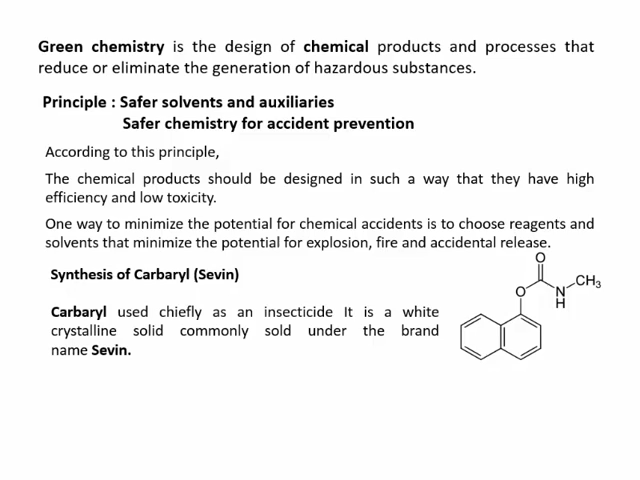 Green chemistry is the design of chemical products and processes that
reduce or eliminate the generation of hazardous substances.
Principle : Safer solvents and auxiliaries
Safer chemistry for accident prevention
According to this principle,
The chemical products should be designed in such a way that they have high
efficiency and low toxicity.
One way to minimize the potential for chemical accidents is to choose reagents and
solvents that minimize the potential for explosion, fire and accidental release.
Synthesis of Carbaryl (Sevin)
Carbaryl used chiefly as an insecticide It is a white
crystalline solid commonly sold under the brand
name Sevin.
O
CH3
O
N
H